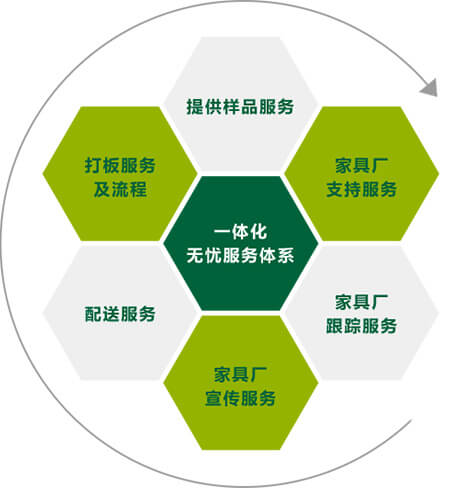 提供样品服务
打板服务
及流程
家具厂
支持服务
一体化
无忧服务体系
配送服务
家具厂
跟踪服务
家具厂
宣传服务